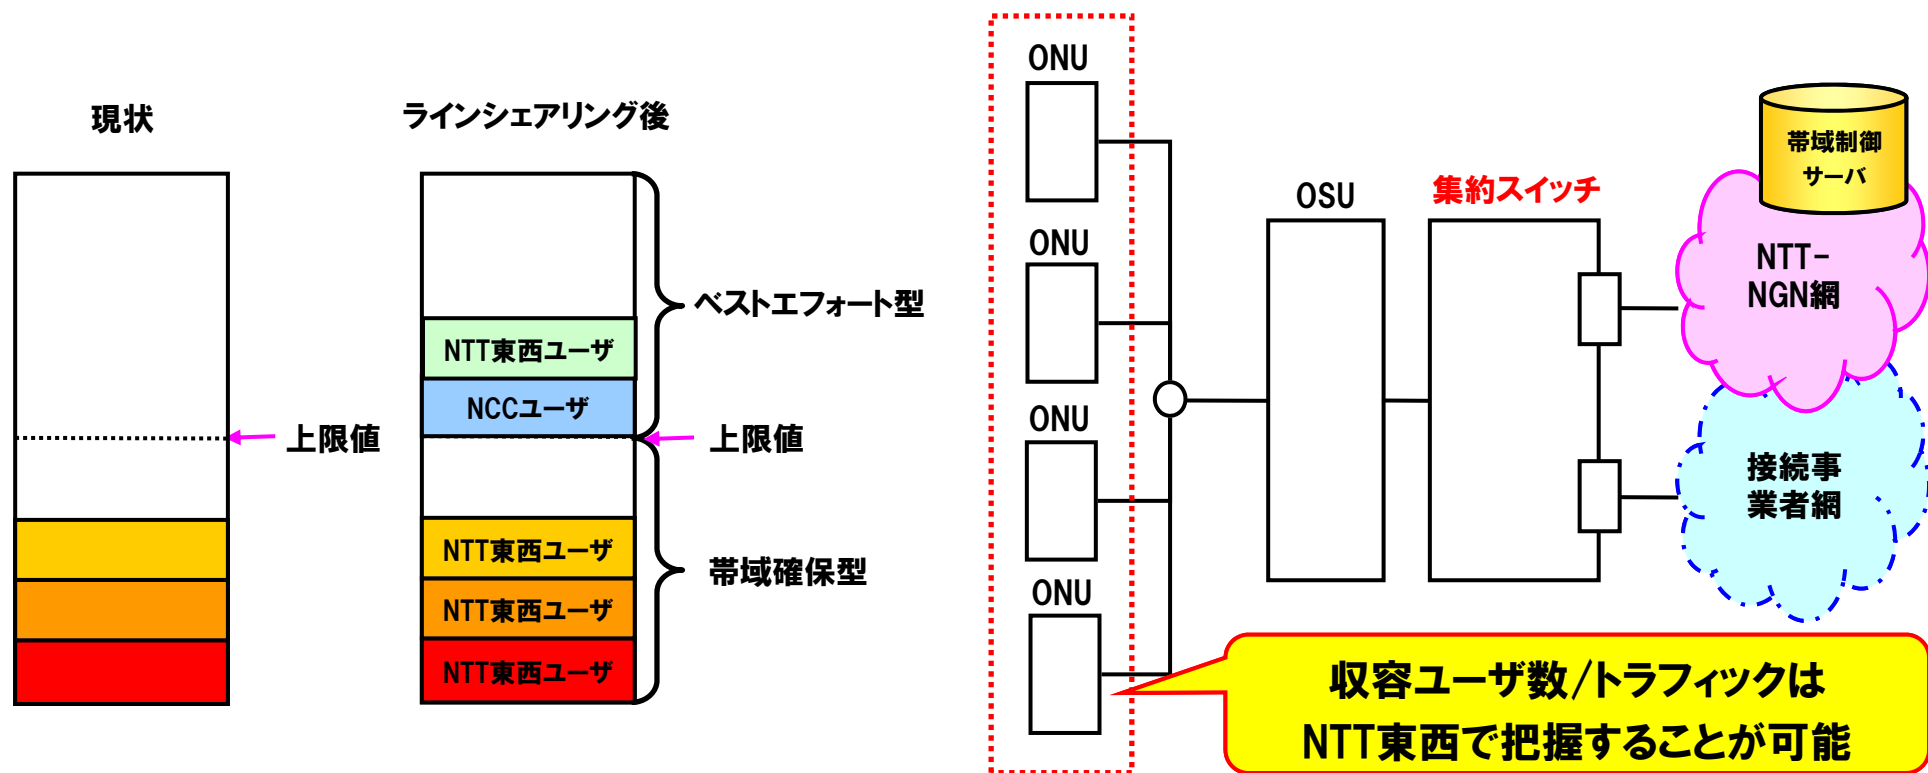 現状
ラインシェアリング後
上限値
ベストエフォート型
NTT東西ユーザ
NCCユーザ
上限値
NTT東西ユーザ
NTT東西ユーザ
NTT東西ユーザ
帯域確保型
ONU
ONU
ONU
ONU
OSU
集約スイッチ
帯域制御
サーバ
NTT-
NGN網
接続事
業者網
収容ユーザ数/トラフィックは
NTT東西で把握することが可能